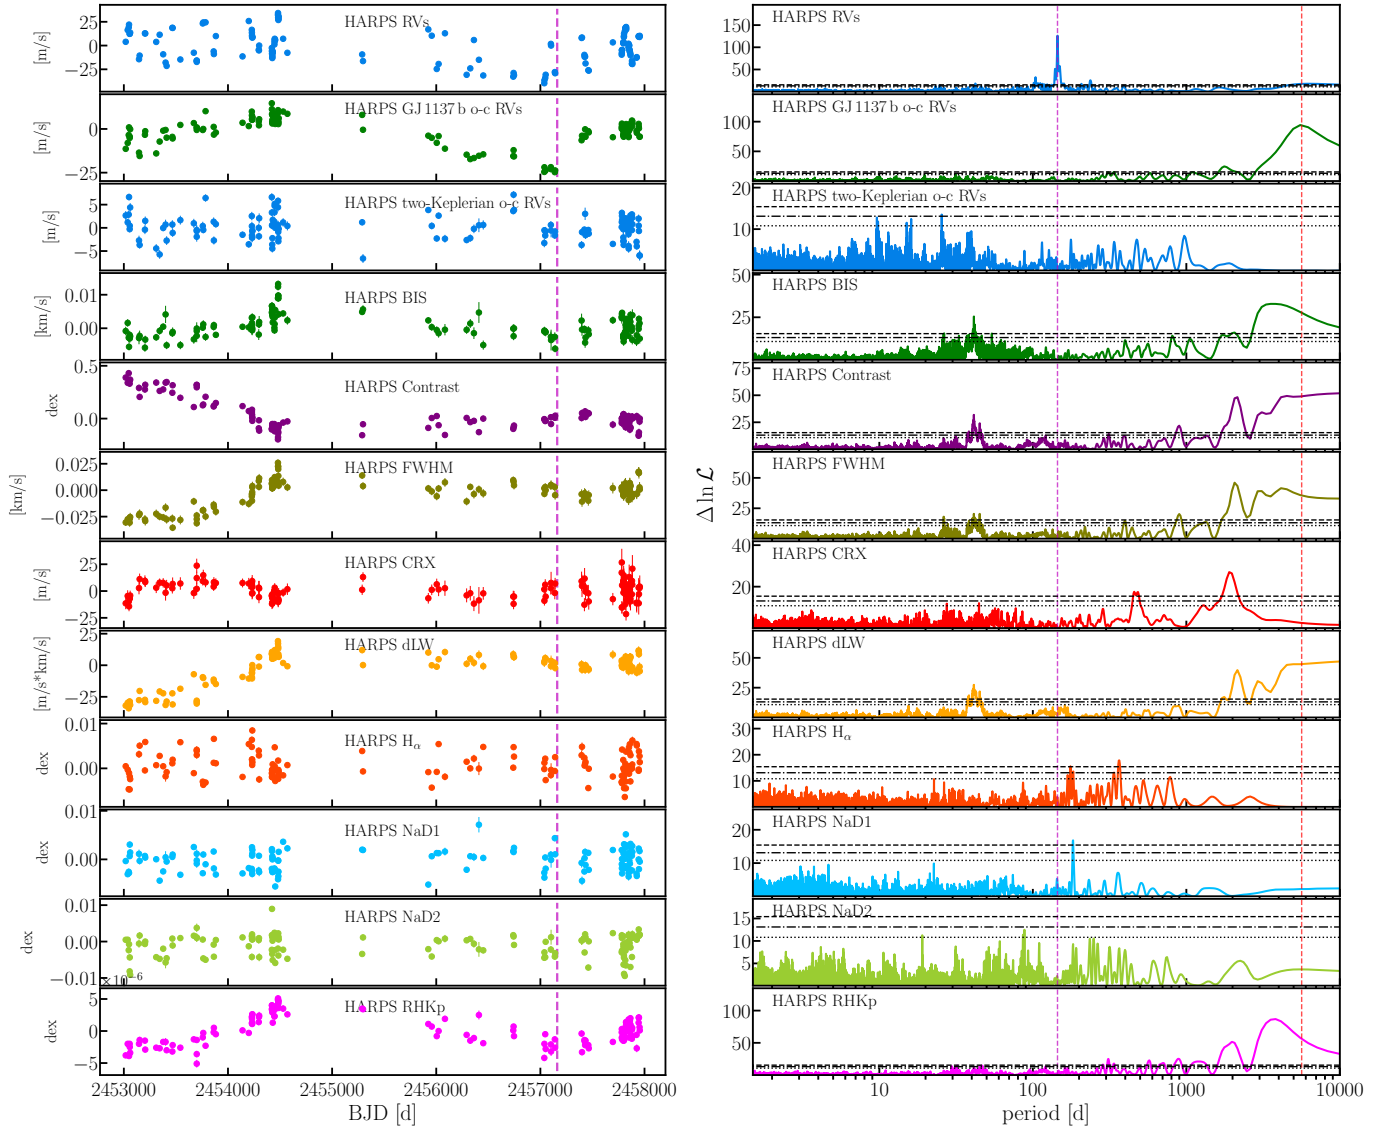 HARPS RVs
25
0
−25
[m/s]
HARPS GJ 1137 b o-c RVs
0
−25
[m/s]
HARPS two-Keplerian o-c RVs
5
0
−5
[m/s]
HARPS BIS
0.01
0.00
[km/s]
HARPS Contrast
0.5
0.0
dex
HARPS FWHM
0.025
0.000
−0.025
[km/s]
HARPS CRX
25
0
−25
[m/s]
HARPS dLW
25
0
−25
[m/s*km/s]
HARPS Hα
0.01
0.00
dex
HARPS NaD1
0.01
0.00
dex
HARPS NaD2
0.01
0.00
−0.01
dex
×10−6
HARPS RHKp
5
0
−5
dex
2453000 2454000 2455000 2456000 2457000 2458000
BJD [d]
HARPS RVs
150
100
50
HARPS GJ 1137 b o-c RVs
100
50
HARPS two-Keplerian o-c RVs
20
10
HARPS BIS
50
25
HARPS Contrast
75
50
25
HARPS FWHM
50
25
Δ ln ℒ
HARPS CRX
40
20
HARPS dLW
50
25
HARPS Hα
30
20
10
HARPS NaD1
20
10
HARPS NaD2
15
10
5
HARPS RHKp
100
50
10 100 1000 10000
period [d]